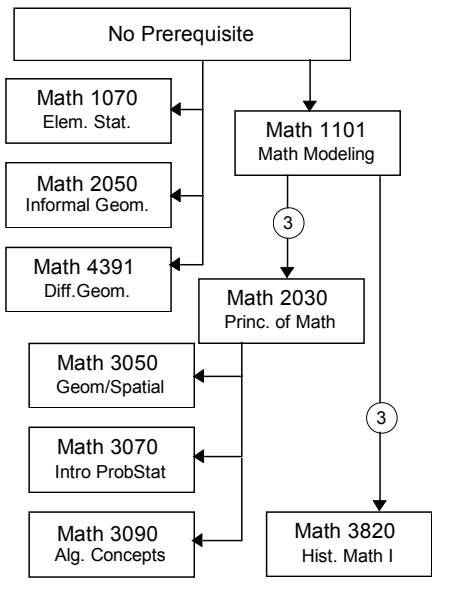 No Prerequisite
Math 1070
Elem. Stat.
Math 1101
Math Modeling
Math 2050
Informal Geom.
3
Math 4391
Diff.Geom.
Math 2030
Princ. of Math
Math 3050
Geom/Spatial
3
Math 3070
Intro ProbStat
Math 3090
Alg. Concepts
Math 3820
Hist. Math I